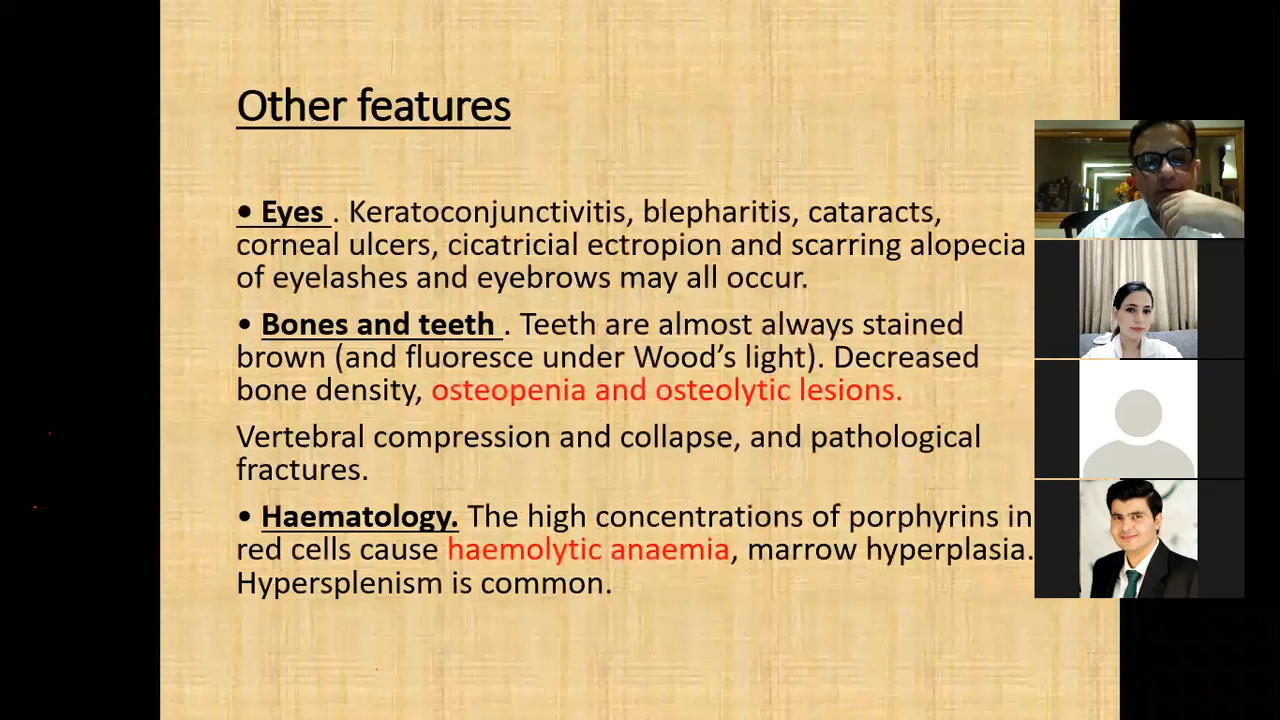 Other features
• Eyes . Keratoconjunctivitis, blepharitis, cataracts,
corneal ulcers, cicatricial ectropion and scarring alopecia
of eyelashes and eyebrows may all occur.
• Bones and teeth . Teeth are almost always stained
brown (and fluoresce under Wood’s light). Decreased
bone density, osteopenia and osteolytic lesions.
Vertebral compression and collapse, and pathological
fractures.
• Haematology. The high concentrations of porphyrins in
red cells cause haemolytic anaemia, marrow hyperplasia.
Hypersplenism is common.